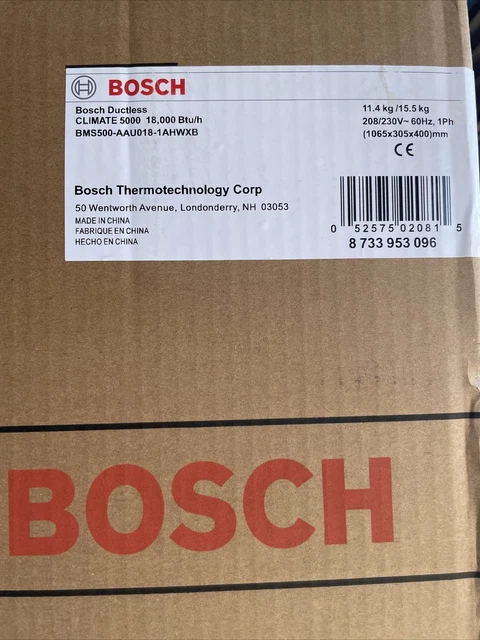 BOSCH
Bosch Ductless
CLIMATE 5000 18,000 Btu/h
BMS500-AAU018-1AHWXB
11.4 kg /15.5 kg
208/230V~ 60Hz, 1Ph
(1065x305x400)mm
CE
Bosch Thermotechnology Corp
50 Wentworth Avenue, Londonderry, NH 03053
MADE IN CHINA
FABRIQUE EN CHINA
HECHO EN CHINA
0 52575 02081 5
8 733 953 096
BOSCH